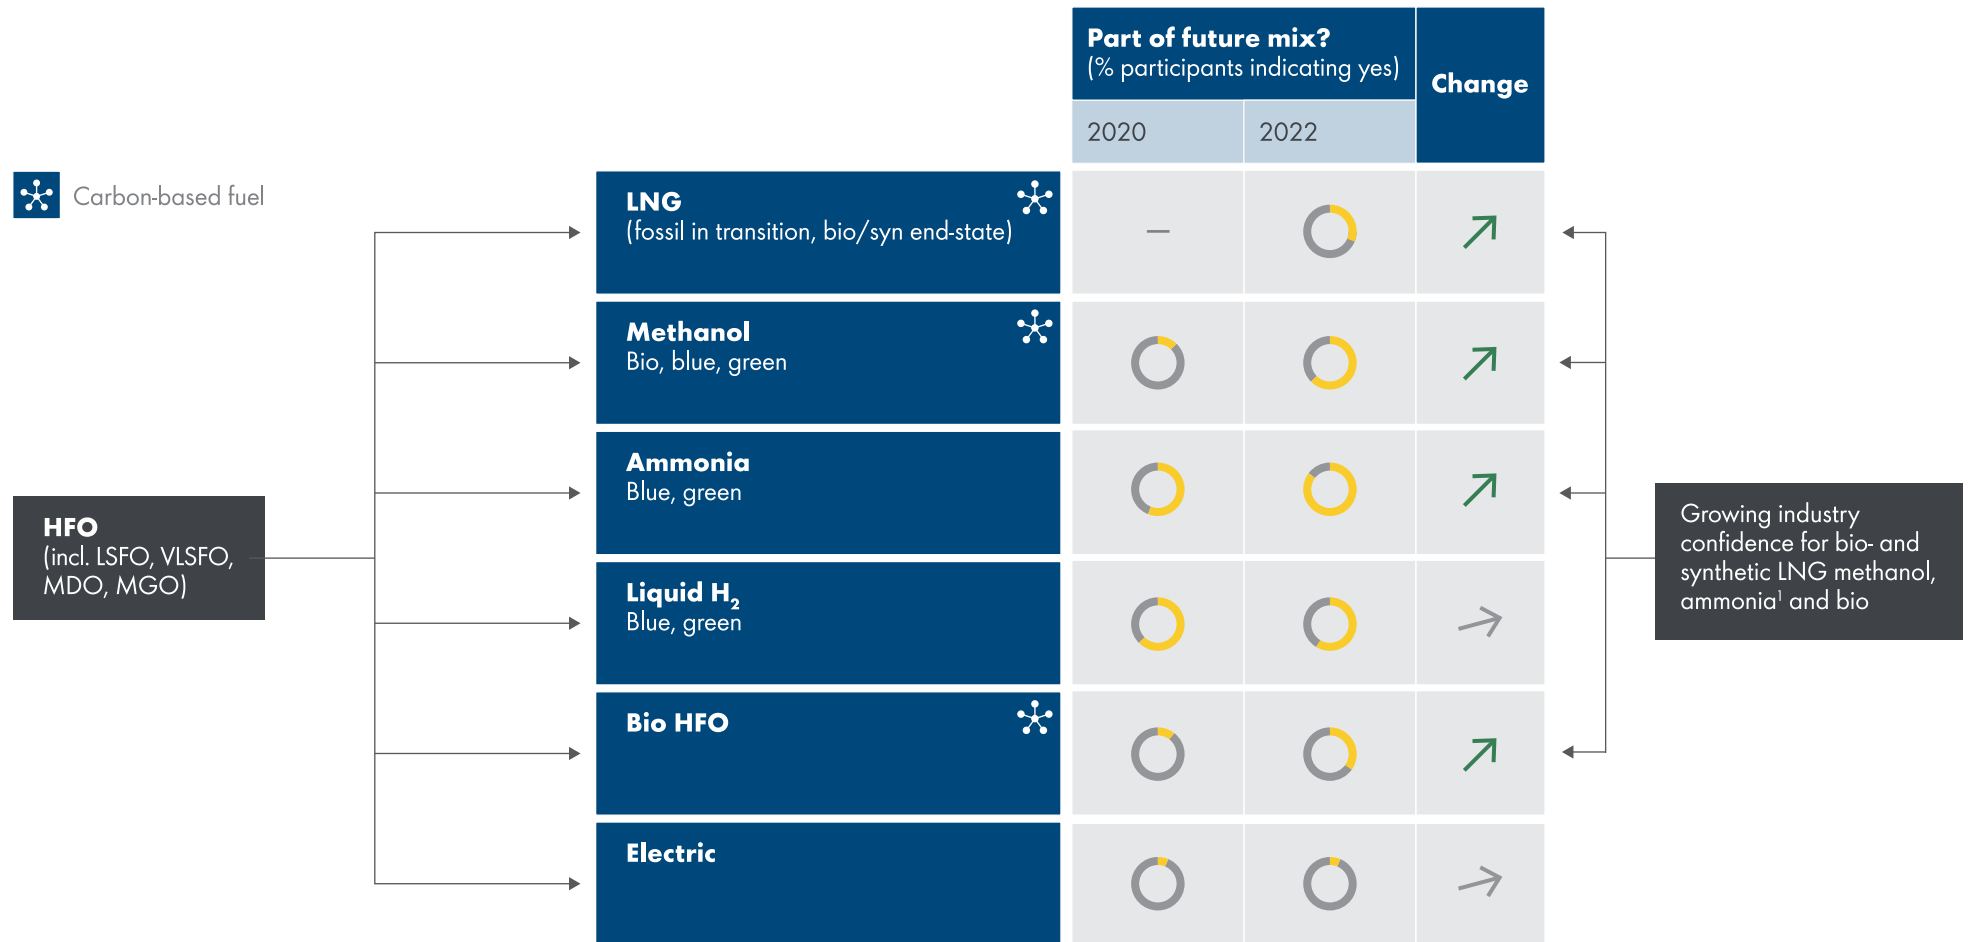 Part of future mix?
(% participants indicating yes)
Change
2020
2022
Carbon-based fuel
LNG
(fossil in transition, bio/syn end-state)
–
Methanol
Bio, blue, green
Ammonia
Blue, green
HFO
(incl. LSFO, VLSFO,
MDO, MGO)
Growing industry
confidence for bio- and
synthetic LNG methanol,
ammonia¹ and bio
Liquid H₂
Blue, green
Bio HFO
Electric